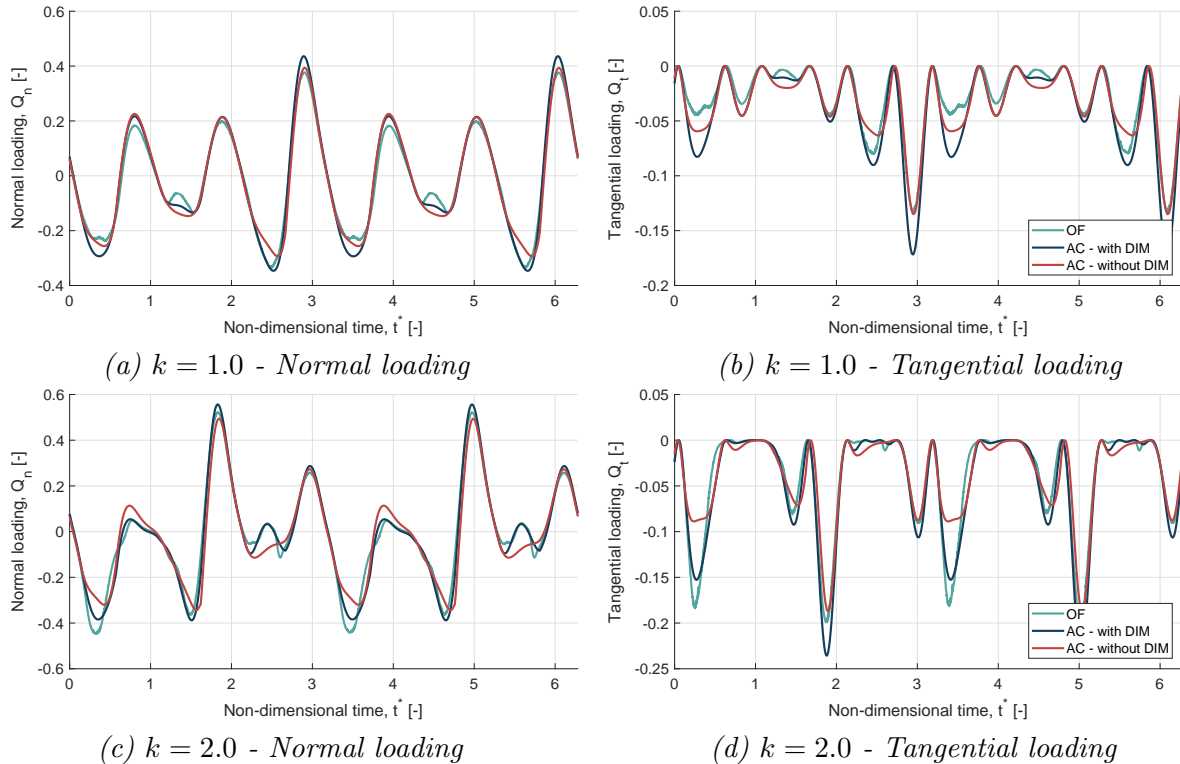 0.6
0.4
0.2
0
-0.2
-0.4
Normal loading, Q_n [-]
0 1 2 3 4 5 6
Non-dimensional time, t* [-]
(a) k = 1.0 - Normal loading
0.05
0
-0.05
-0.1
-0.15
-0.2
Tangential loading, Q_t [-]
OF
AC - with DIM
AC - without DIM
0 1 2 3 4 5 6
Non-dimensional time, t* [-]
(b) k = 1.0 - Tangential loading
0.6
0.4
0.2
0
-0.2
-0.4
-0.6
Normal loading, Q_n [-]
0 1 2 3 4 5 6
Non-dimensional time, t* [-]
(c) k = 2.0 - Normal loading
0.05
0
-0.05
-0.1
-0.15
-0.2
-0.25
Tangential loading, Q_t [-]
OF
AC - with DIM
AC - without DIM
0 1 2 3 4 5 6
Non-dimensional time, t* [-]
(d) k = 2.0 - Tangential loading